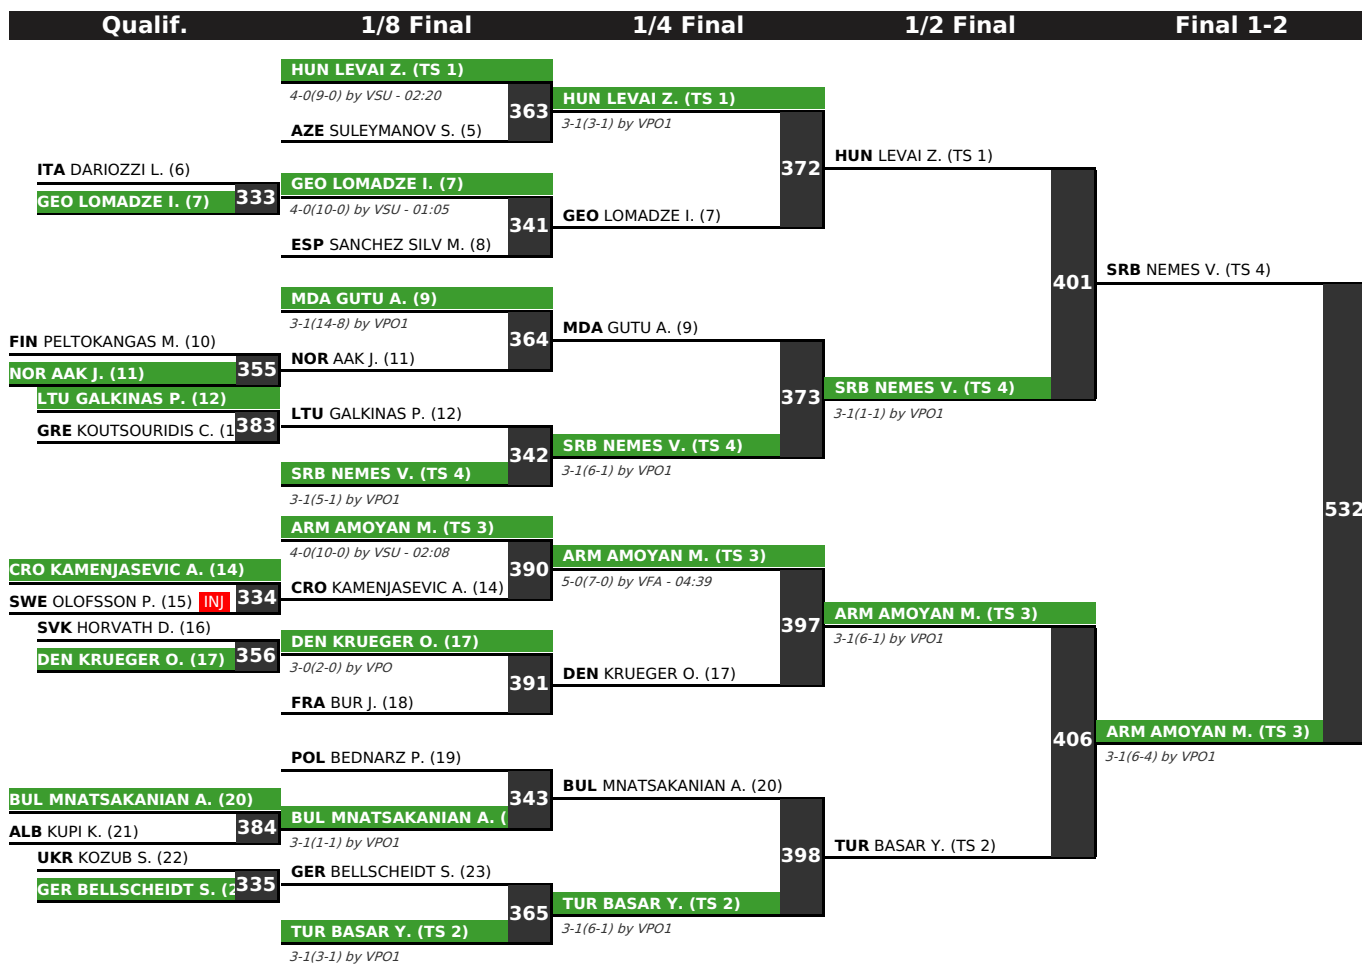 Qualif.
1/8 Final
1/4 Final
1/2 Final
Final 1-2
ITA DARIOZZI L. (6)
GEO LOMADZE I. (7)
333
FIN PELTOKANGAS M. (10)
NOR AAK J. (11)
355
LTU GALKINAS P. (12)
GRE KOUTSOURIDIS C. (1
383
CRO KAMENJASEVIC A. (14)
SWE OLOFSSON P. (15) INJ
334
SVK HORVATH D. (16)
DEN KRUEGER O. (17)
356
BUL MNATSAKANIAN A. (20)
ALB KUPI K. (21)
384
UKR KOZUB S. (22)
GER BELLSCHEIDT S. (2
335
HUN LEVAI Z. (TS 1)
4-0(9-0) by VSU - 02:20
363
AZE SULEYMANOV S. (5)
GEO LOMADZE I. (7)
4-0(10-0) by VSU - 01:05
341
ESP SANCHEZ SILV M. (8)
MDA GUTU A. (9)
3-1(14-8) by VPO1
364
NOR AAK J. (11)
LTU GALKINAS P. (12)
342
SRB NEMES V. (TS 4)
3-1(5-1) by VPO1
ARM AMOYAN M. (TS 3)
4-0(10-0) by VSU - 02:08
390
CRO KAMENJASEVIC A. (14)
DEN KRUEGER O. (17)
3-0(2-0) by VPO
391
FRA BUR J. (18)
POL BEDNARZ P. (19)
343
BUL MNATSAKANIAN A. (
3-1(1-1) by VPO1
GER BELLSCHEIDT S. (23)
365
TUR BASAR Y. (TS 2)
3-1(3-1) by VPO1
HUN LEVAI Z. (TS 1)
3-1(3-1) by VPO1
372
GEO LOMADZE I. (7)
MDA GUTU A. (9)
373
SRB NEMES V. (TS 4)
3-1(6-1) by VPO1
ARM AMOYAN M. (TS 3)
5-0(7-0) by VFA - 04:39
397
DEN KRUEGER O. (17)
BUL MNATSAKANIAN A. (20)
398
TUR BASAR Y. (TS 2)
3-1(6-1) by VPO1
HUN LEVAI Z. (TS 1)
401
SRB NEMES V. (TS 4)
3-1(1-1) by VPO1
ARM AMOYAN M. (TS 3)
3-1(6-1) by VPO1
406
TUR BASAR Y. (TS 2)
SRB NEMES V. (TS 4)
532
ARM AMOYAN M. (TS 3)
3-1(6-4) by VPO1